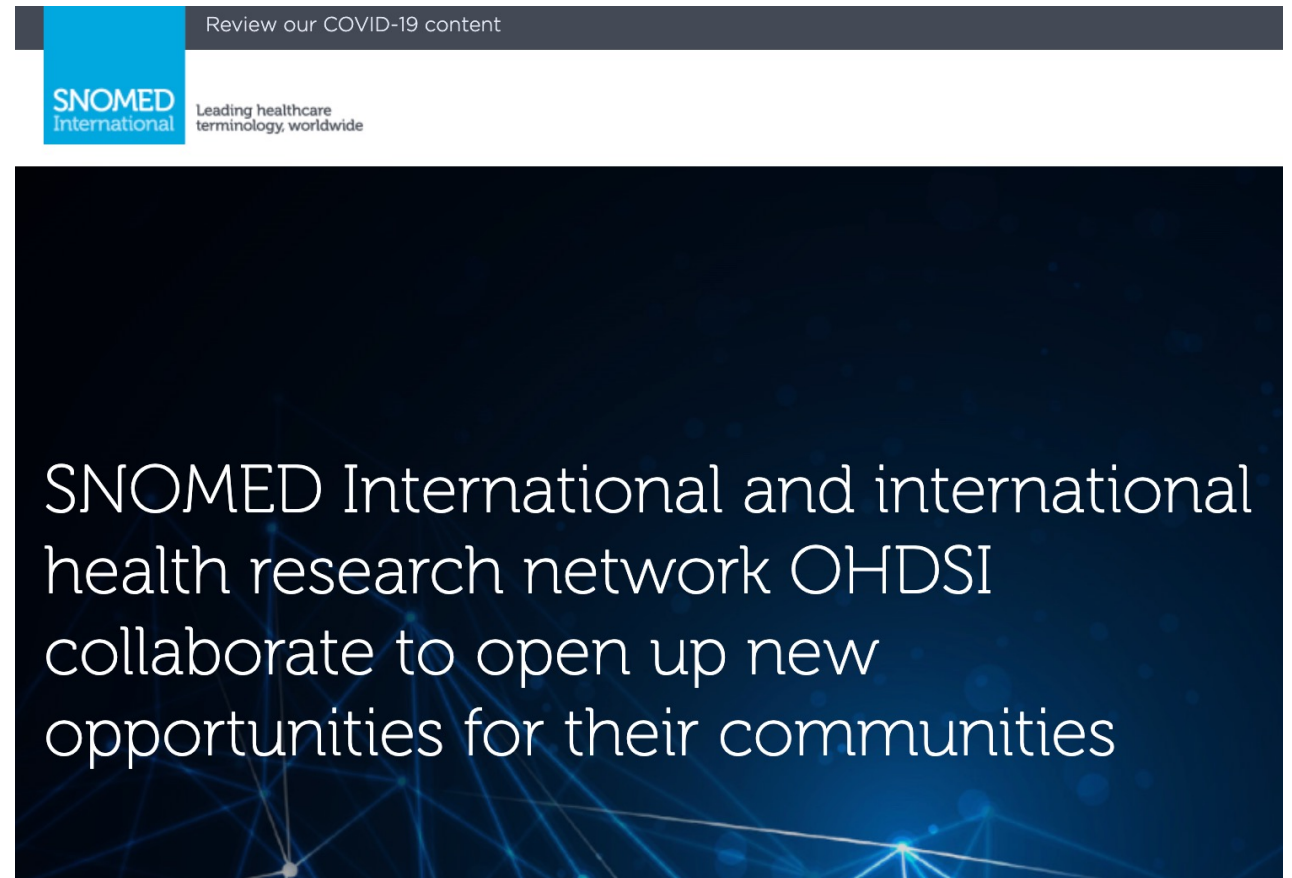 Review our COVID-19 content
SNOMED
International
Leading healthcare
terminology, worldwide
SNOMED International and international
health research network OHDSI
collaborate to open up new
opportunities for their communities